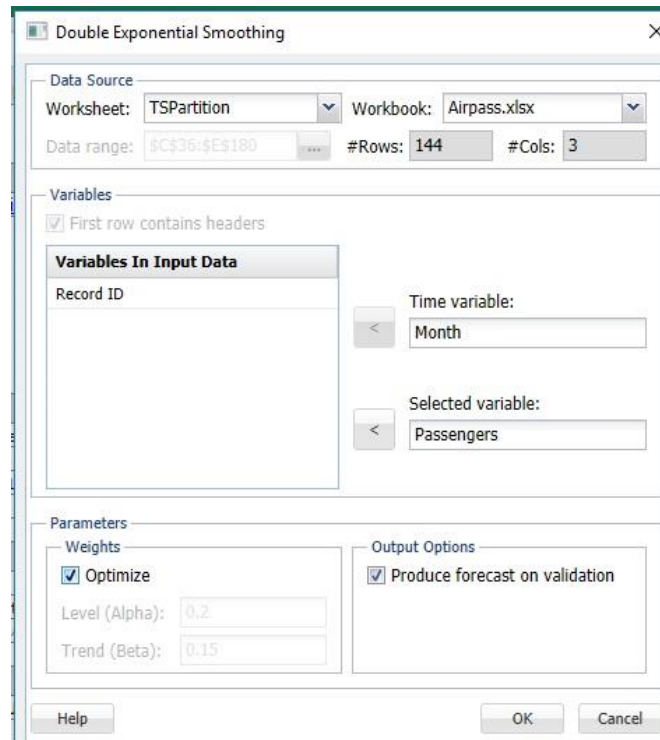 Double Exponential Smoothing
Data Source
Worksheet: TSPartition Workbook: Airpass.xlsx
Data range: $C$36:$E$180 ... #Rows: 144 #Cols: 3
Variables
First row contains headers
Variables In Input Data
Record ID
Time variable:
< Month
Selected variable:
< Passengers
Parameters
Weights Output Options
Optimize Produce forecast on validation
Level (Alpha): 0.2
Trend (Beta): 0.15
Help OK Cancel